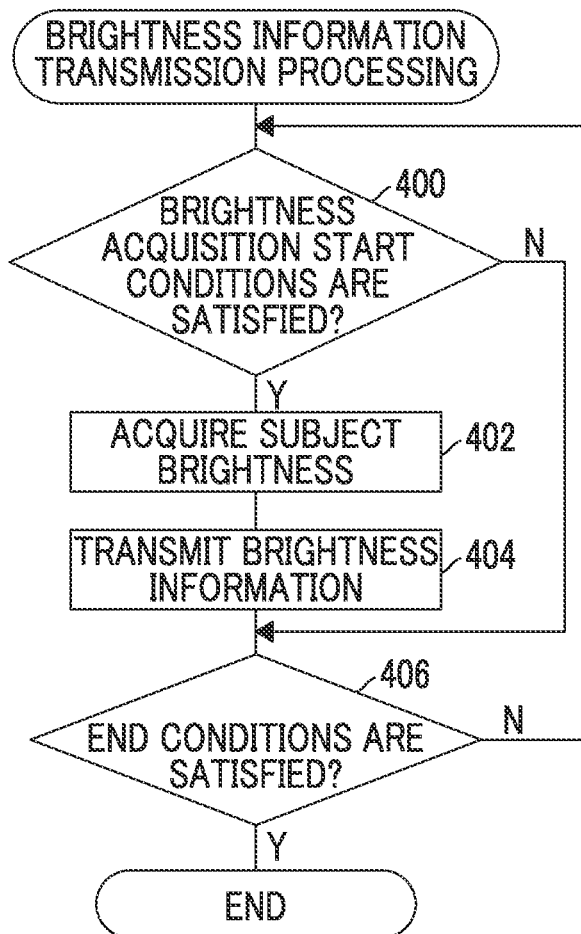 BRIGHTNESS INFORMATION
TRANSMISSION PROCESSING
400
BRIGHTNESS
ACQUISITION START
CONDITIONS ARE
SATISFIED?
N
Y
ACQUIRE SUBJECT
BRIGHTNESS
402
TRANSMIT BRIGHTNESS
INFORMATION
404
406
END CONDITIONS ARE
SATISFIED?
N
Y
END